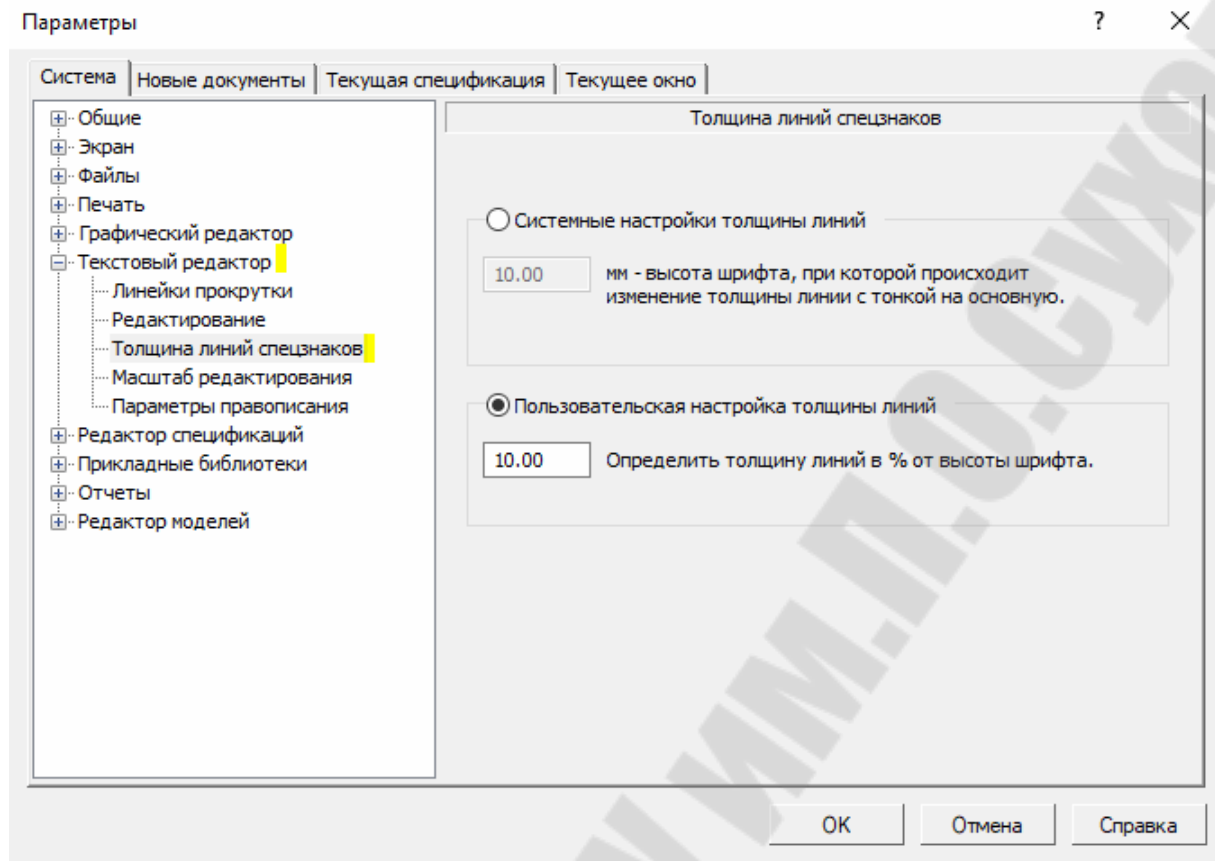 Параметры
? ×
Система Новые документы Текущая спецификация Текущее окно
Общие
Экран
Файлы
Печать
Графический редактор
Текстовый редактор
Линейки прокрутки
Редактирование
Толщина линий спецзнаков
Масштаб редактирования
Параметры правописания
Редактор спецификаций
Прикладные библиотеки
Отчеты
Редактор моделей
Толщина линий спецзнаков
Системные настройки толщины линий
10.00 мм - высота шрифта, при которой происходит
изменение толщины линии с тонкой на основную.
Пользовательская настройка толщины линий
10.00 Определить толщину линий в % от высоты шрифта.
OK Отмена Справка
ИМ.П.О.СУХО